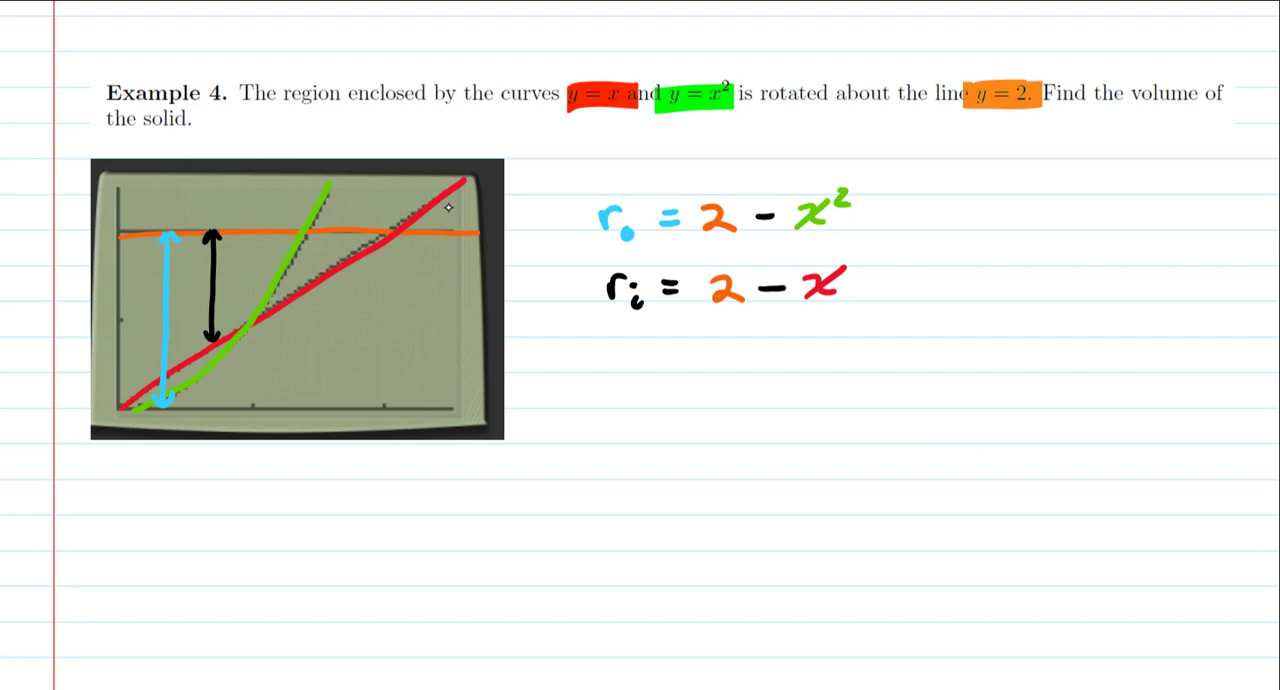 Example 4. The region enclosed by the curves y = x and y = x² is rotated about the line y = 2. Find the volume of
the solid.
r₀ = 2 - x²
rᵢ = 2 - x